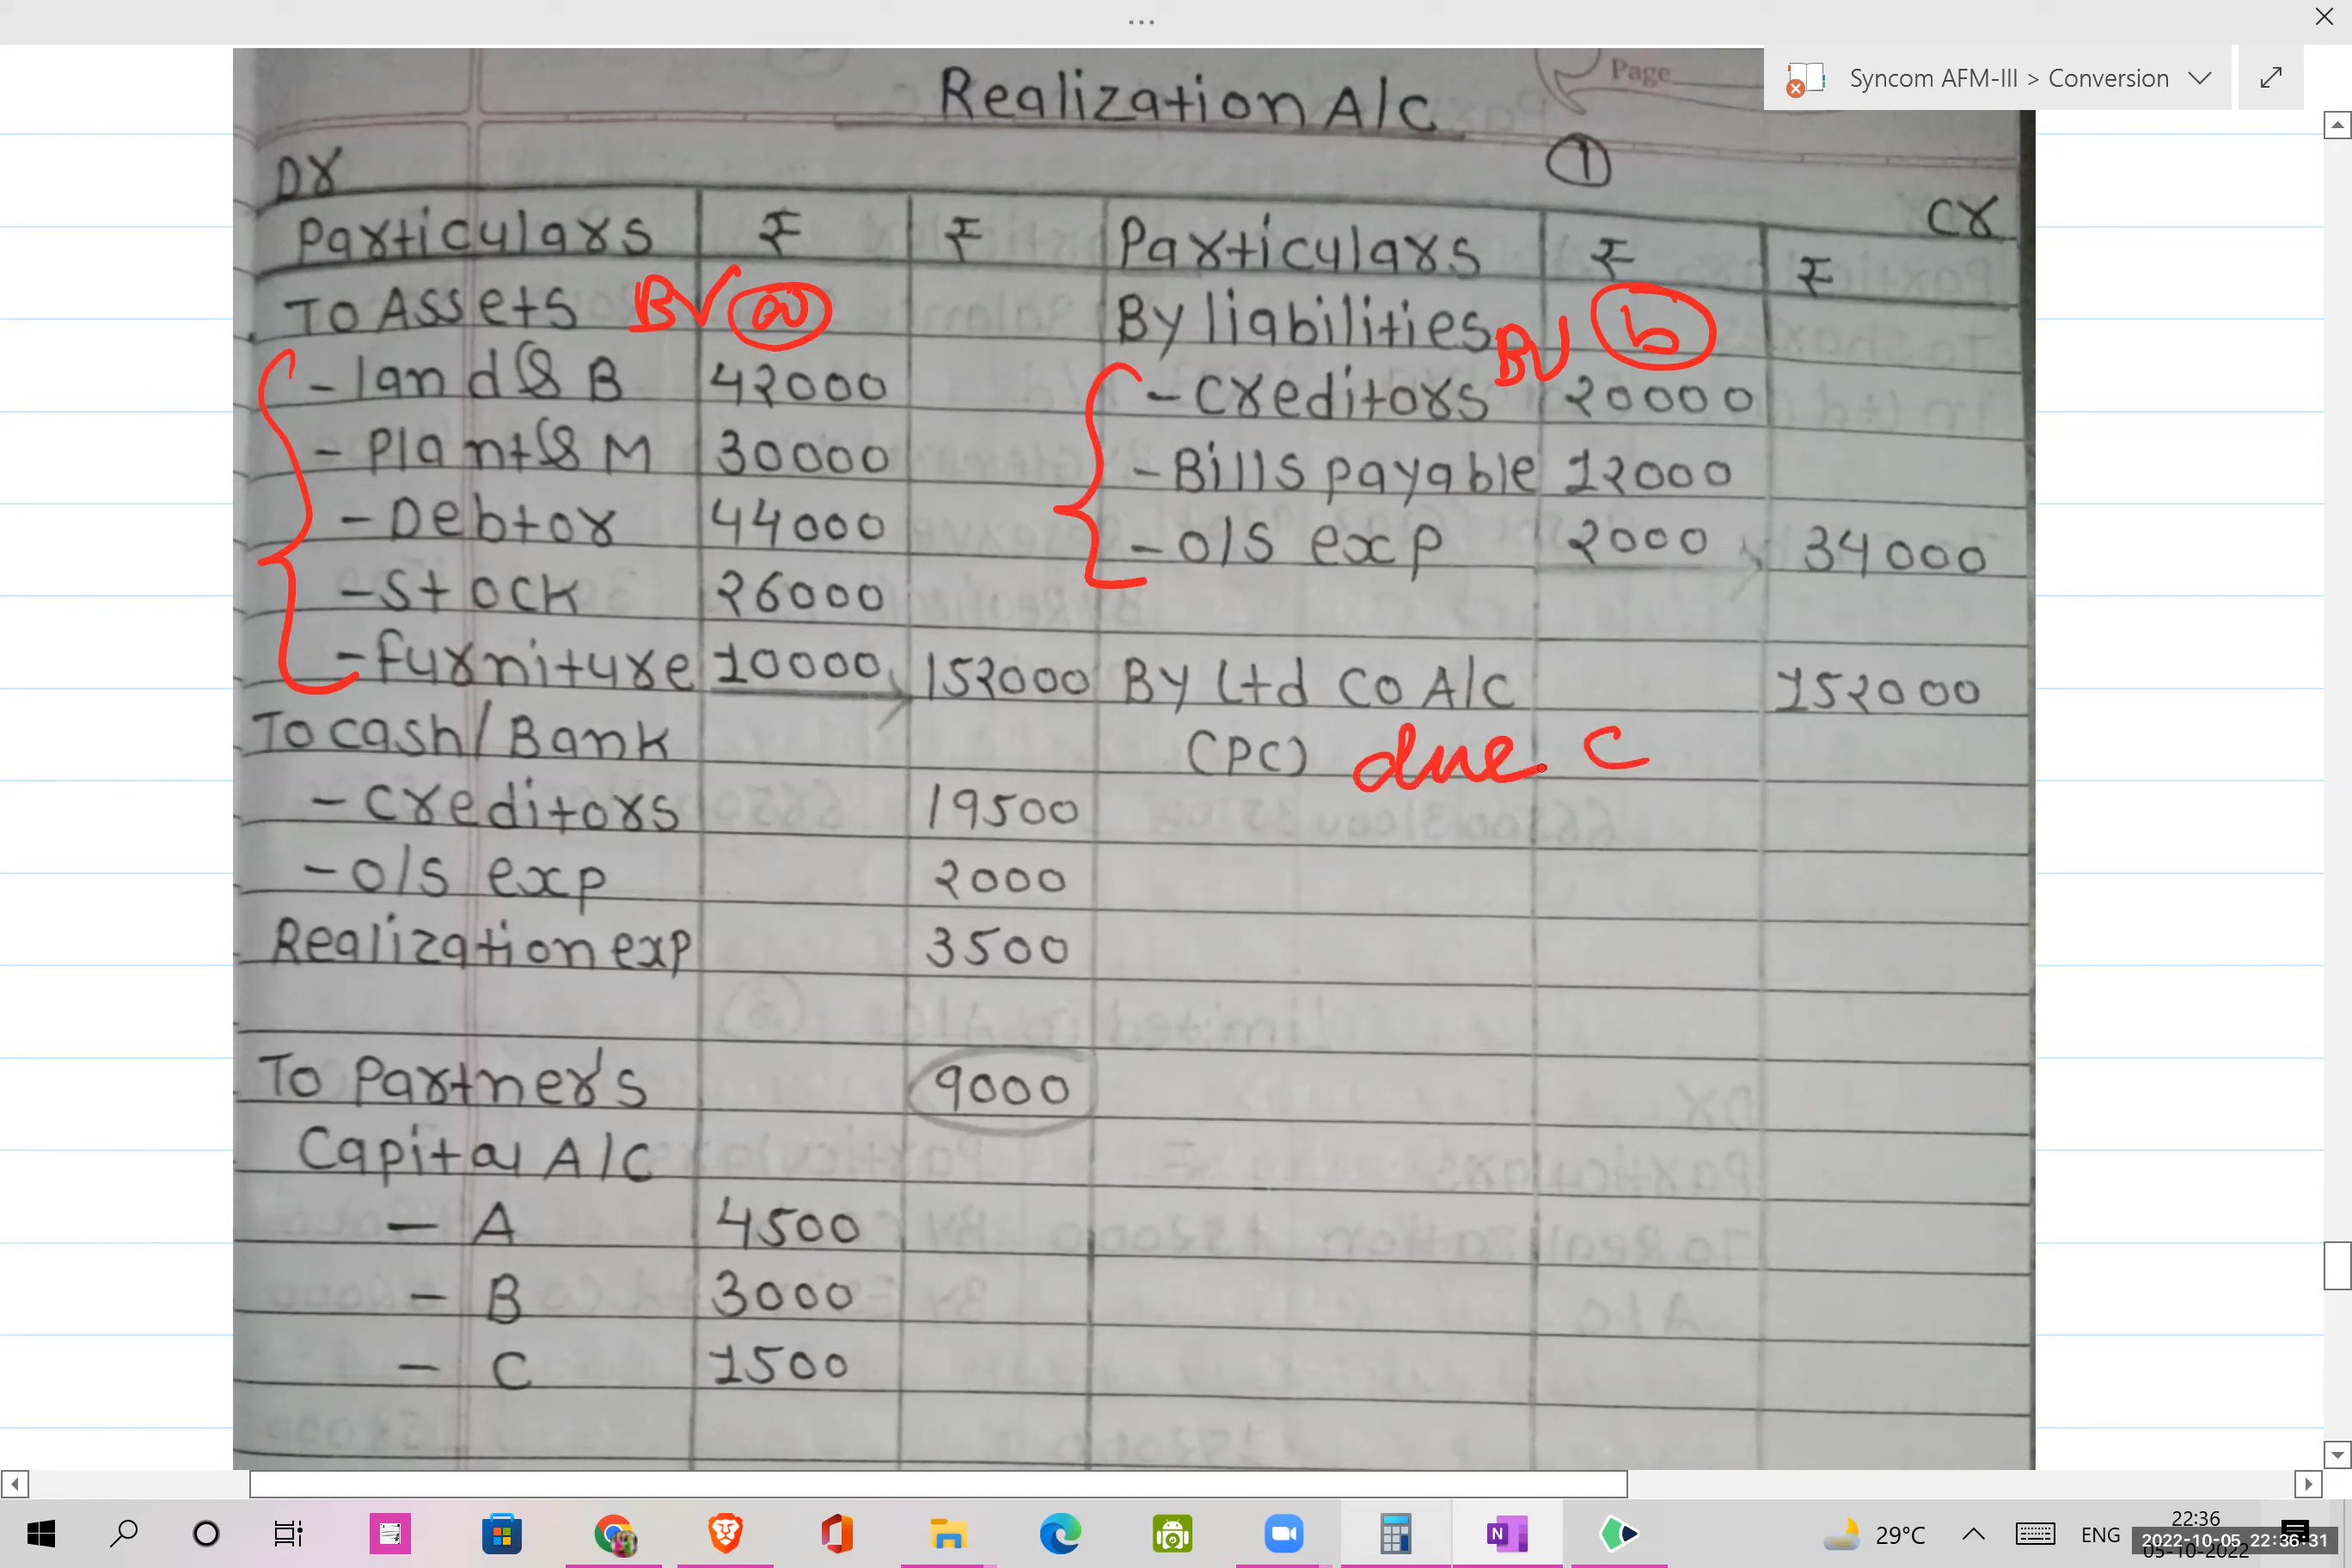 ...
Syncom AFM-III > Conversion
Page
Realization A/C
1
Dr
Cr
Particulars ₹ ₹ Particulars ₹ ₹
To Assets BV a By liabilities BV b
- land & B 42000 - Creditors 20000
- Plant & M 30000 - Bills payable 12000
- Debtor 44000 - o/s exp 2000 34000
- Stock 26000
- furniture 10000 152000 By Ltd Co A/C 152000
To cash/Bank (PC) due C
- Creditors 19500
- o/s exp 2000
Realization exp 3500
To Partner's 9000
Capital A/C
- A 4500
- B 3000
- C 1500
29°C ENG 22:36
2022-10-05, 22:36:31
05-10-2022